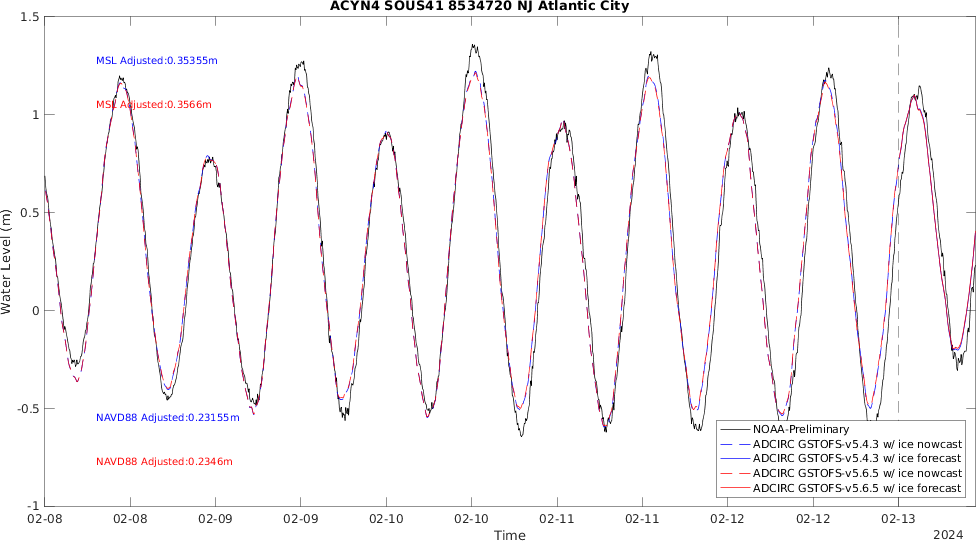 ACYN4 SOUS41 8534720 NJ Atlantic City
1.5
MSL Adjusted:0.35355m
MSL Adjusted:0.3566m
1
0.5
Water Level (m)
0
-0.5
NAVD88 Adjusted:0.23155m
NOAA-Preliminary
ADCIRC GSTOFS-v5.4.3 w/ ice nowcast
ADCIRC GSTOFS-v5.4.3 w/ ice forecast
NAVD88 Adjusted:0.2346m
ADCIRC GSTOFS-v5.6.5 w/ ice nowcast
ADCIRC GSTOFS-v5.6.5 w/ ice forecast
-1
02-08 02-08 02-09 02-09 02-10 02-10 02-11 02-11 02-12 02-12 02-13
Time
2024